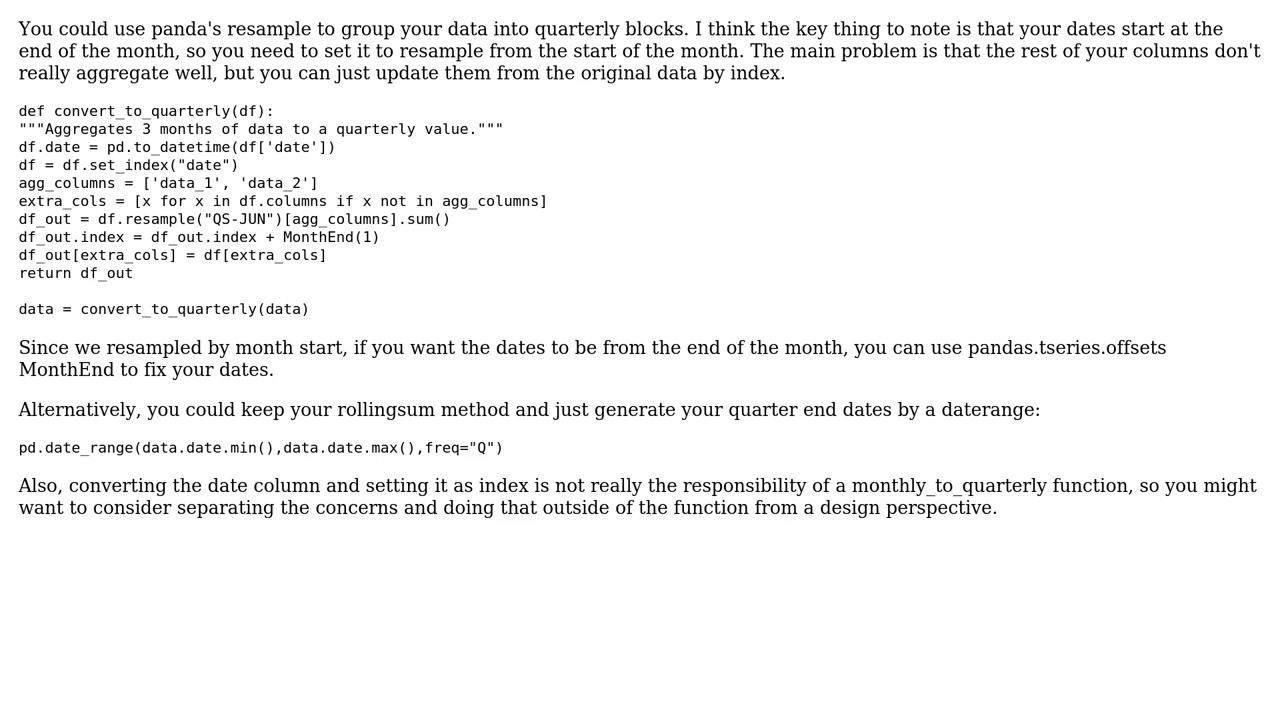 You could use panda's resample to group your data into quarterly blocks. I think the key thing to note is that your dates start at the
end of the month, so you need to set it to resample from the start of the month. The main problem is that the rest of your columns don't
really aggregate well, but you can just update them from the original data by index.
def convert_to_quarterly(df):
"""Aggregates 3 months of data to a quarterly value."""
df.date = pd.to_datetime(df['date'])
df = df.set_index("date")
agg_columns = ['data_1', 'data_2']
extra_cols = [x for x in df.columns if x not in agg_columns]
df_out = df.resample("QS-JUN")[agg_columns].sum()
df_out.index = df_out.index + MonthEnd(1)
df_out[extra_cols] = df[extra_cols]
return df_out
data = convert_to_quarterly(data)
Since we resampled by month start, if you want the dates to be from the end of the month, you can use pandas.tseries.offsets
MonthEnd to fix your dates.
Alternatively, you could keep your rollingsum method and just generate your quarter end dates by a daterange:
pd.date_range(data.date.min(),data.date.max(),freq="Q")
Also, converting the date column and setting it as index is not really the responsibility of a monthly_to_quarterly function, so you might
want to consider separating the concerns and doing that outside of the function from a design perspective.